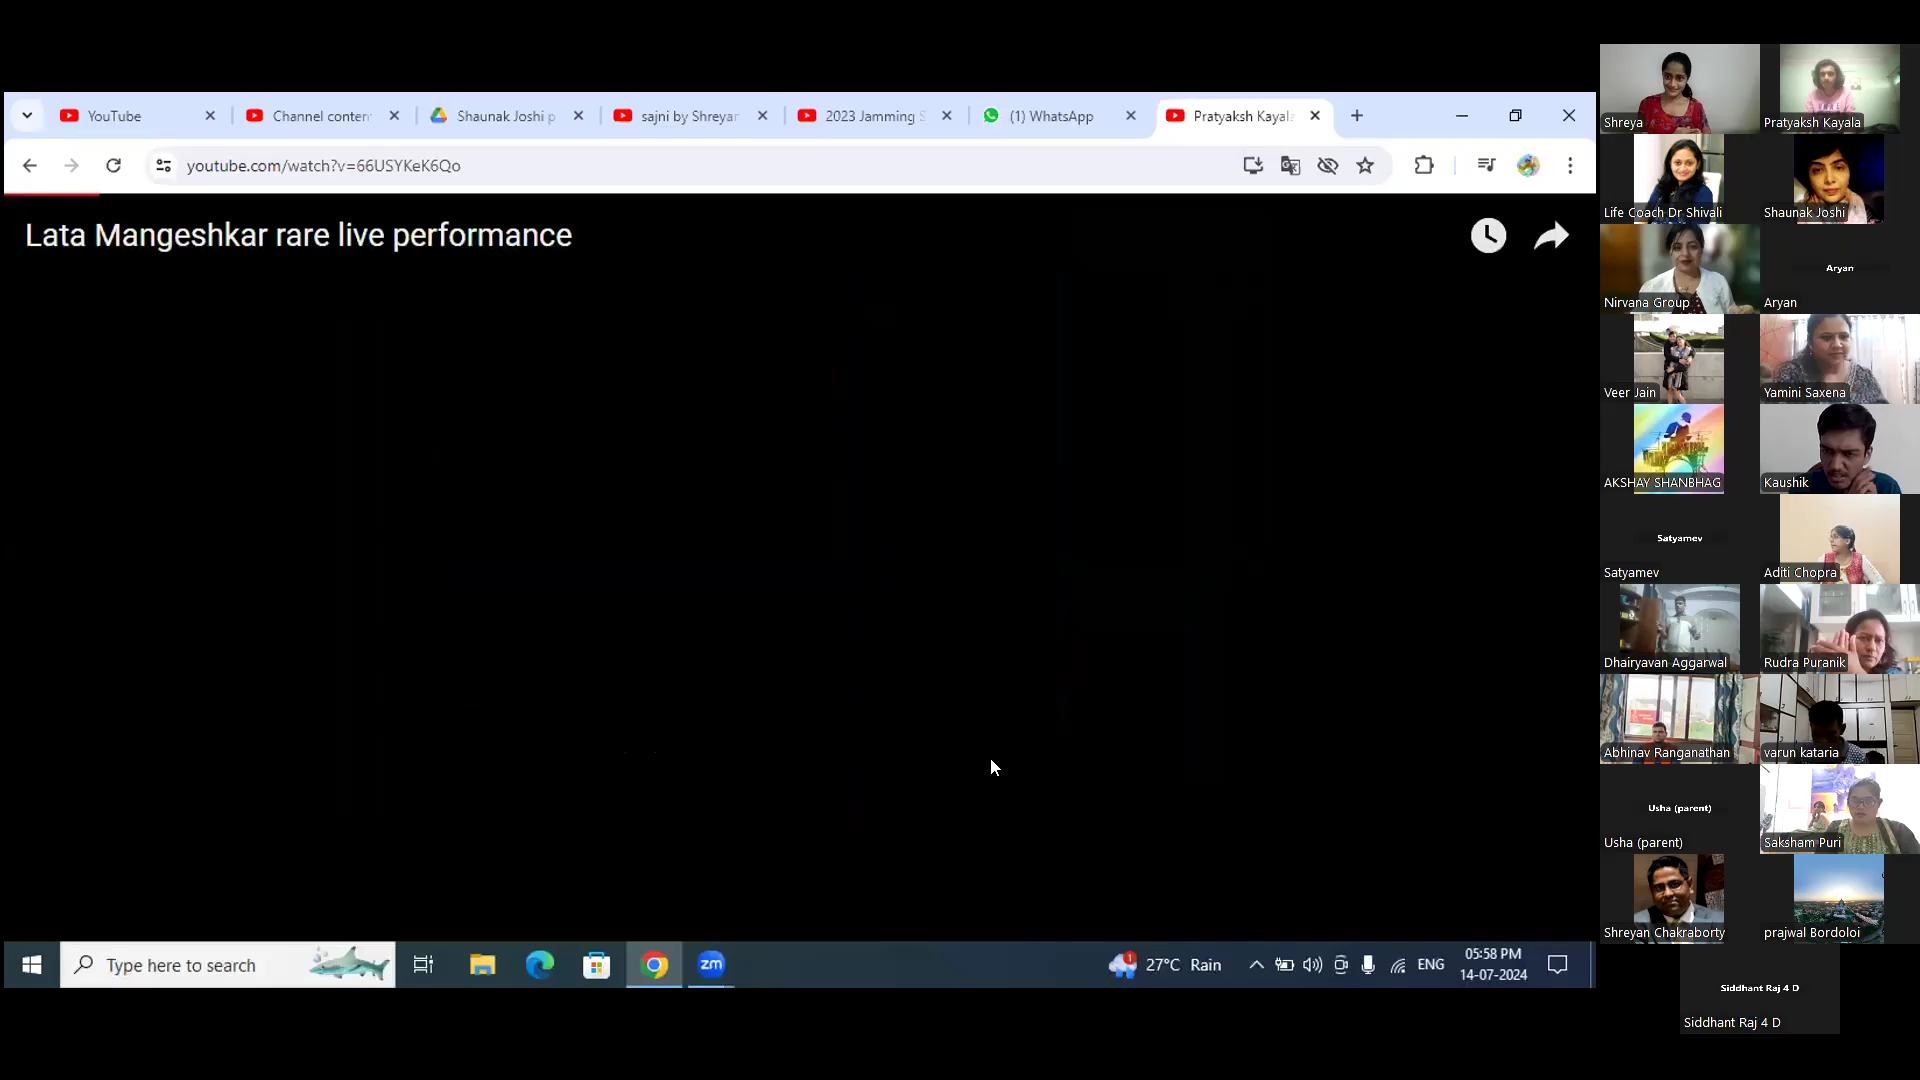 YouTube
Channel conten
Shaunak Joshi p
sajni by Shreyar
2023 Jamming S
(1) WhatsApp
Pratyaksh Kayala
youtube.com/watch?v=66USYKeK6Qo
Lata Mangeshkar rare live performance
Type here to search
zm
1
27°C Rain
ENG
05:58 PM
14-07-2024
Shreya
Pratyaksh Kayala
Life Coach Dr Shivali
Shaunak Joshi
Nirvana Group
Aryan
Aryan
Veer Jain
Yamini Saxena
AKSHAY SHANBHAG
Kaushik
Satyamev
Satyamev
Aditi Chopra
Dhairyavan Aggarwal
Rudra Puranik
Abhinav Ranganathan
varun kataria
Usha (parent)
Usha (parent)
Saksham Puri
Shreyan Chakraborty
prajwal Bordoloi
Siddhant Raj 4 D
Siddhant Raj 4 D